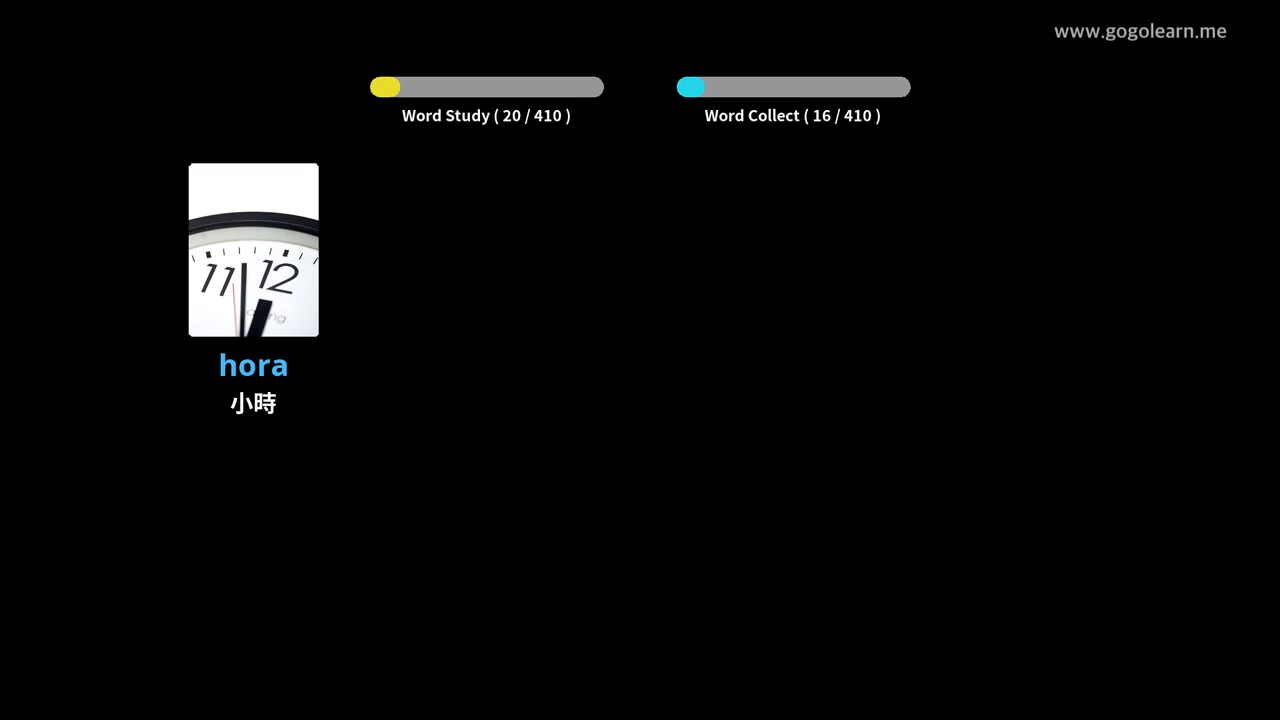 www.gogolearn.me
Word Study ( 20 / 410 )
Word Collect ( 16 / 410 )
11 12
hora
小時